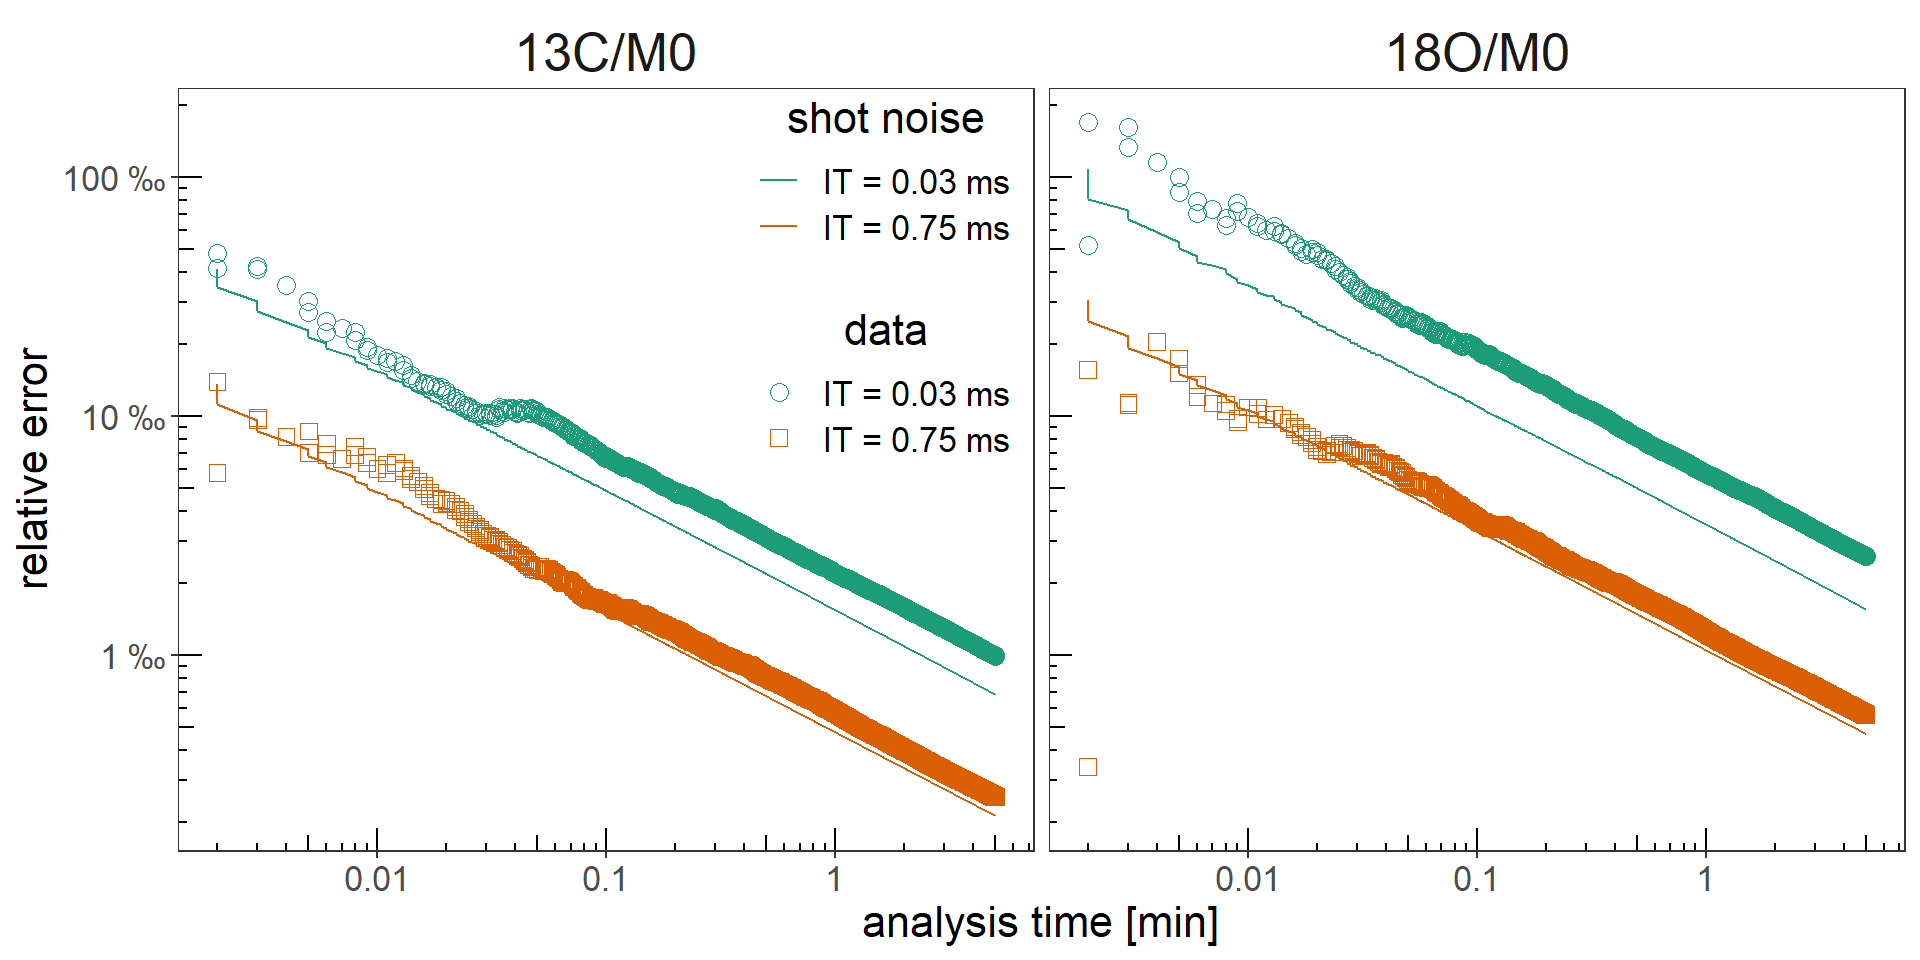 13C/M0
18O/M0
relative error
100 ‰
10 ‰
1 ‰
shot noise
IT = 0.03 ms
IT = 0.75 ms
data
IT = 0.03 ms
IT = 0.75 ms
0.01
0.1
1
0.01
0.1
1
analysis time [min]